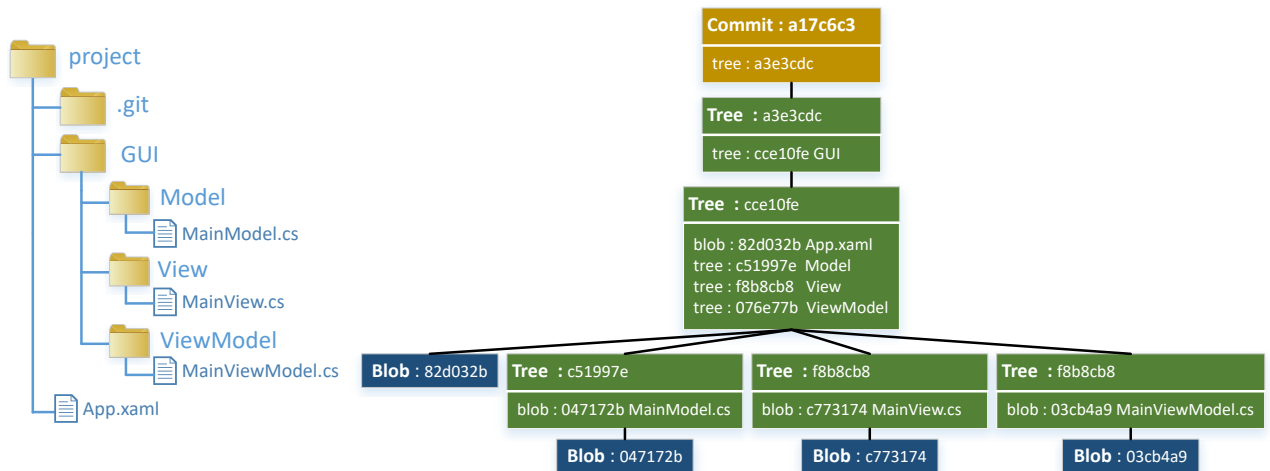 project
.git
GUI
Model
MainModel.cs
View
MainView.cs
ViewModel
MainViewModel.cs
App.xaml
Commit : a17c6c3
tree : a3e3cdc
Tree : a3e3cdc
tree : cce10fe GUI
Tree : cce10fe
blob : 82d032b App.xaml
tree : c51997e Model
tree : f8b8cb8 View
tree : 076e77b ViewModel
Blob : 82d032b
Tree : c51997e
blob : 047172b MainModel.cs
Blob : 047172b
Tree : f8b8cb8
blob : c773174 MainView.cs
Blob : c773174
Tree : f8b8cb8
blob : 03cb4a9 MainViewModel.cs
Blob : 03cb4a9